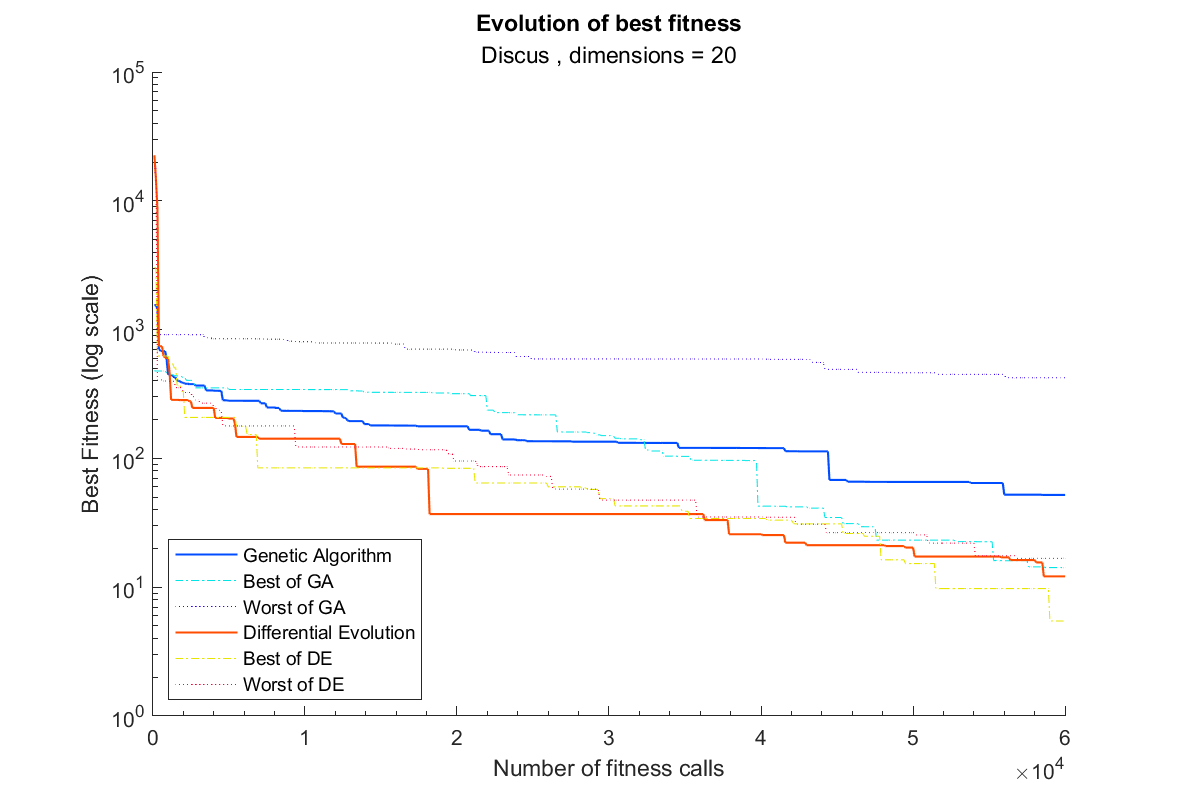 Evolution of best fitness
Discus , dimensions = 20
Best Fitness (log scale)
10^5
10^4
10^3
10^2
10^1
10^0
Genetic Algorithm
Best of GA
Worst of GA
Differential Evolution
Best of DE
Worst of DE
0 1 2 3 4 5 6
Number of fitness calls
×10^4